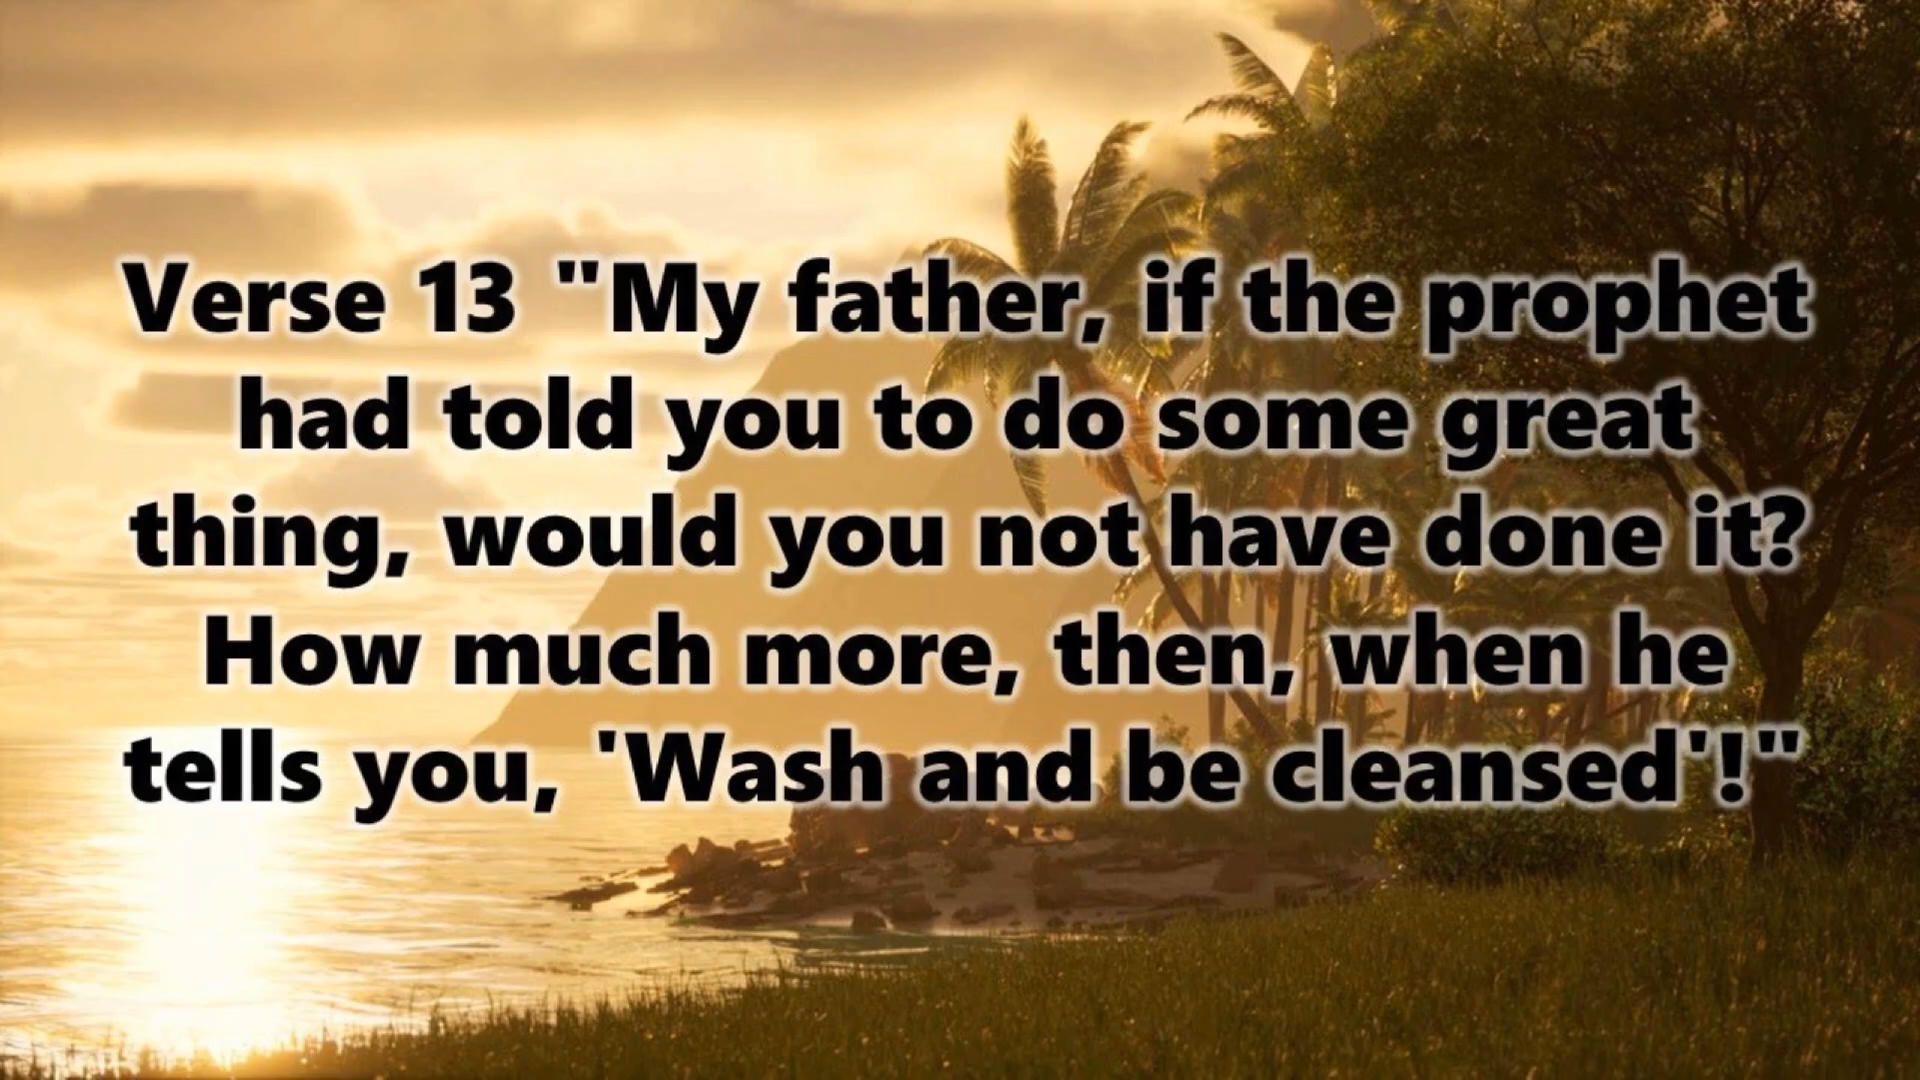 Verse 13 "My father, if the prophet
had told you to do some great
thing, would you not have done it?
How much more, then, when he
tells you, 'Wash and be cleansed'!"